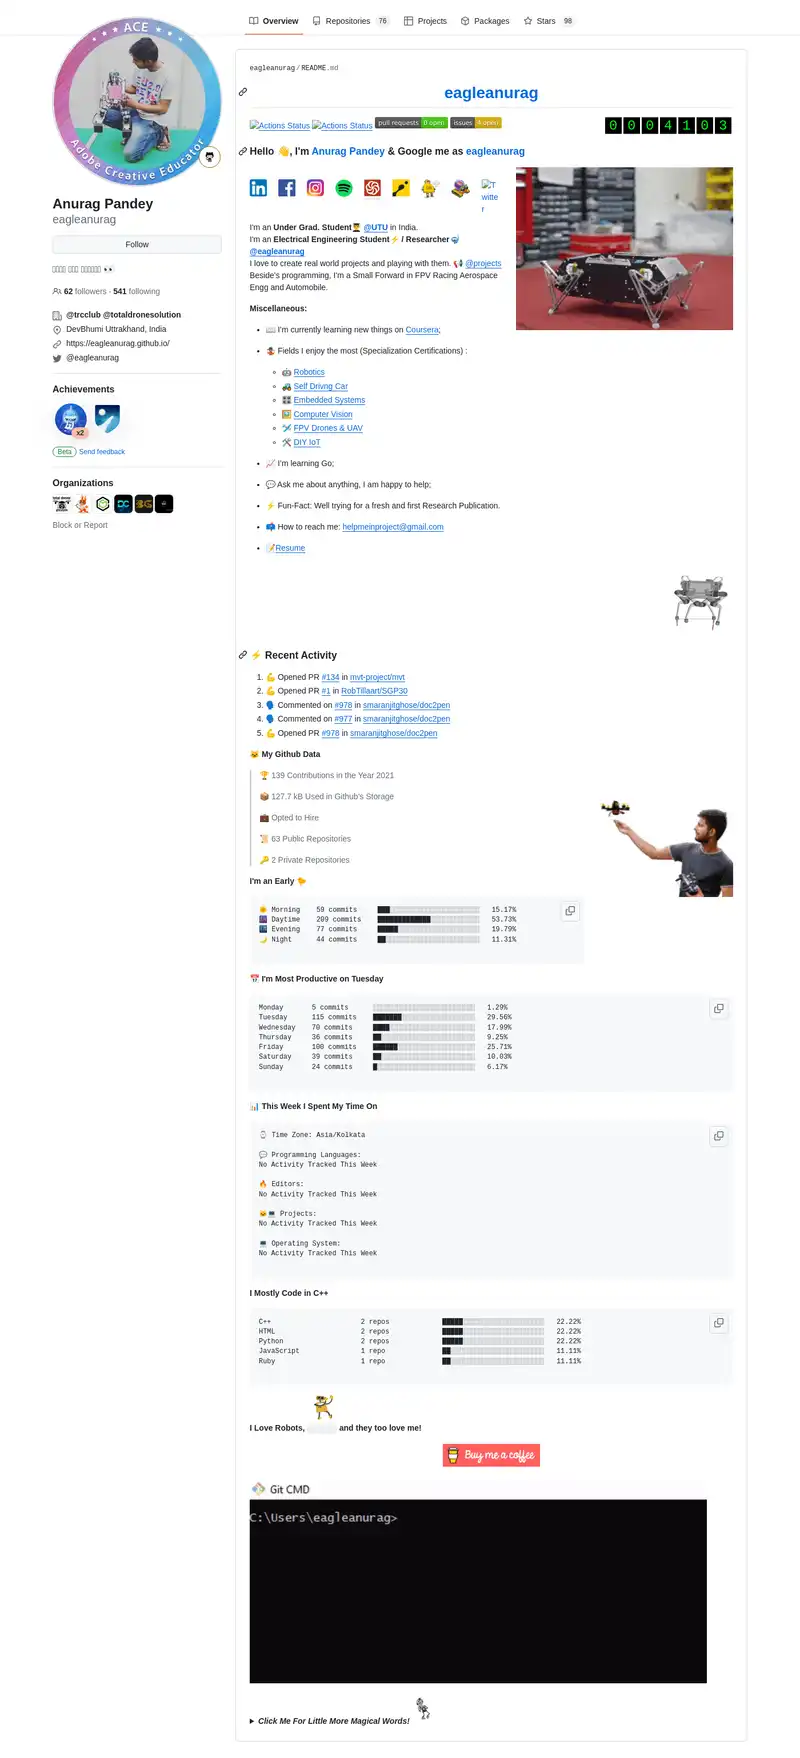 Overview
Repositories 76
Projects
Packages
Stars 98
ACE
Adobe Creative Educator
Anurag Pandey
eagleanurag
Follow
62 followers · 541 following
@trcclub @totaldronesolution
DevBhumi Uttrakhand, India
https://eagleanurag.github.io/
@eagleanurag
Achievements
x2
Beta Send feedback
Organizations
Block or Report
eagleanurag/README.md
eagleanurag
Actions Status Actions Status pull requests 0 open issues 4 open
0004103
Hello 👋, I'm Anurag Pandey & Google me as eagleanurag
Twitter
I'm an Under Grad. Student @UTU in India.
I'm an Electrical Engineering Student⚡ / Researcher
@eagleanurag
I love to create real world projects and playing with them. 📢 @projects
Beside's programming, I'm a Small Forward in FPV Racing Aerospace
Engg and Automobile.
Miscellaneous:
📖 I'm currently learning new things on Coursera;
Fields I enjoy the most (Specialization Certifications) :
🤖 Robotics
🚜 Self Drivng Car
🎛️ Embedded Systems
🖼️ Computer Vision
🛩️ FPV Drones & UAV
🛠️ DIY IoT
📈 I'm learning Go;
💬 Ask me about anything, I am happy to help;
⚡ Fun-Fact: Well trying for a fresh and first Research Publication.
📫 How to reach me: helpmeinproject@gmail.com
📝Resume
⚡ Recent Activity
1. 💪 Opened PR #134 in mvt-project/mvt
2. 💪 Opened PR #1 in RobTillaart/SGP30
3. 🗣 Commented on #978 in smaranjitghose/doc2pen
4. 🗣 Commented on #977 in smaranjitghose/doc2pen
5. 💪 Opened PR #978 in smaranjitghose/doc2pen
🐱 My Github Data
🏆 139 Contributions in the Year 2021
📦 127.7 kB Used in Github's Storage
💼 Opted to Hire
📜 63 Public Repositories
🔑 2 Private Repositories
I'm an Early 🐤
🌞 Morning 59 commits 15.17%
🌆 Daytime 209 commits 53.73%
🌃 Evening 77 commits 19.79%
🌙 Night 44 commits 11.31%
📅 I'm Most Productive on Tuesday
Monday 5 commits 1.29%
Tuesday 115 commits 29.56%
Wednesday 70 commits 17.99%
Thursday 36 commits 9.25%
Friday 100 commits 25.71%
Saturday 39 commits 10.03%
Sunday 24 commits 6.17%
📊 This Week I Spent My Time On
⌚︎ Time Zone: Asia/Kolkata
💬 Programming Languages:
No Activity Tracked This Week
🔥 Editors:
No Activity Tracked This Week
🐱‍💻 Projects:
No Activity Tracked This Week
💻 Operating System:
No Activity Tracked This Week
I Mostly Code in C++
C++ 2 repos 22.22%
HTML 2 repos 22.22%
Python 2 repos 22.22%
JavaScript 1 repo 11.11%
Ruby 1 repo 11.11%
I Love Robots, and they too love me!
Buy me a coffee
Git CMD
C:\Users\eagleanurag>
Click Me For Little More Magical Words!